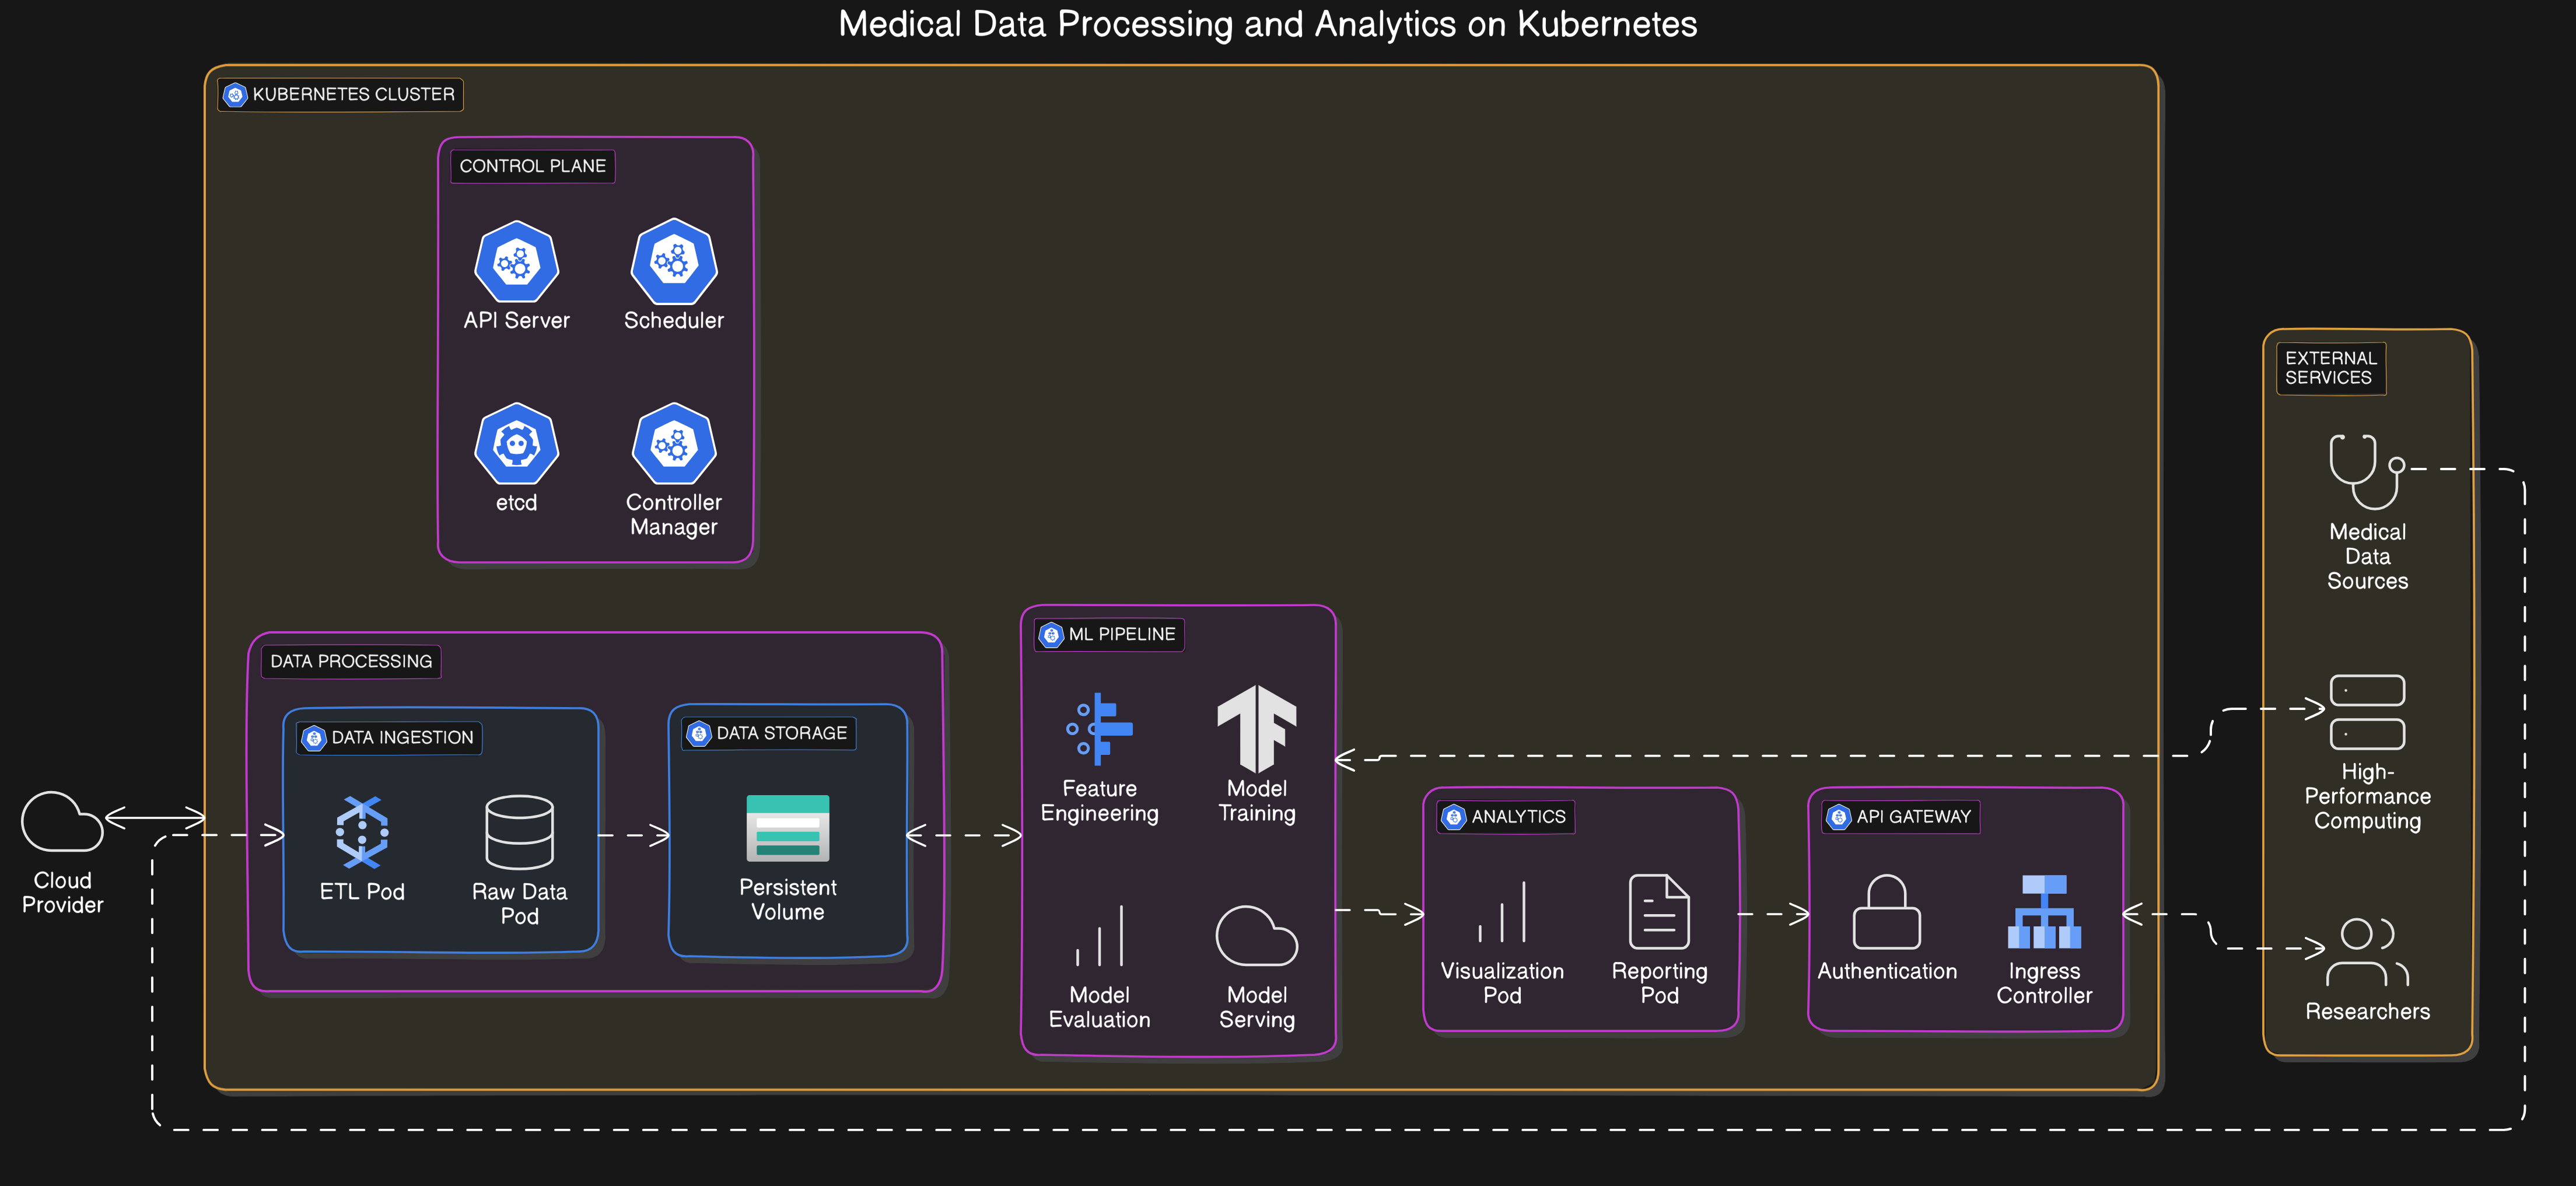 Medical Data Processing and Analytics on Kubernetes
KUBERNETES CLUSTER
CONTROL PLANE
API Server
Scheduler
etcd
Controller
Manager
DATA PROCESSING
DATA INGESTION
ETL Pod
Raw Data
Pod
DATA STORAGE
Persistent
Volume
Cloud
Provider
ML PIPELINE
Feature
Engineering
Model
Training
Model
Evaluation
Model
Serving
ANALYTICS
Visualization
Pod
Reporting
Pod
API GATEWAY
Authentication
Ingress
Controller
EXTERNAL
SERVICES
Medical
Data
Sources
High-
Performance
Computing
Researchers